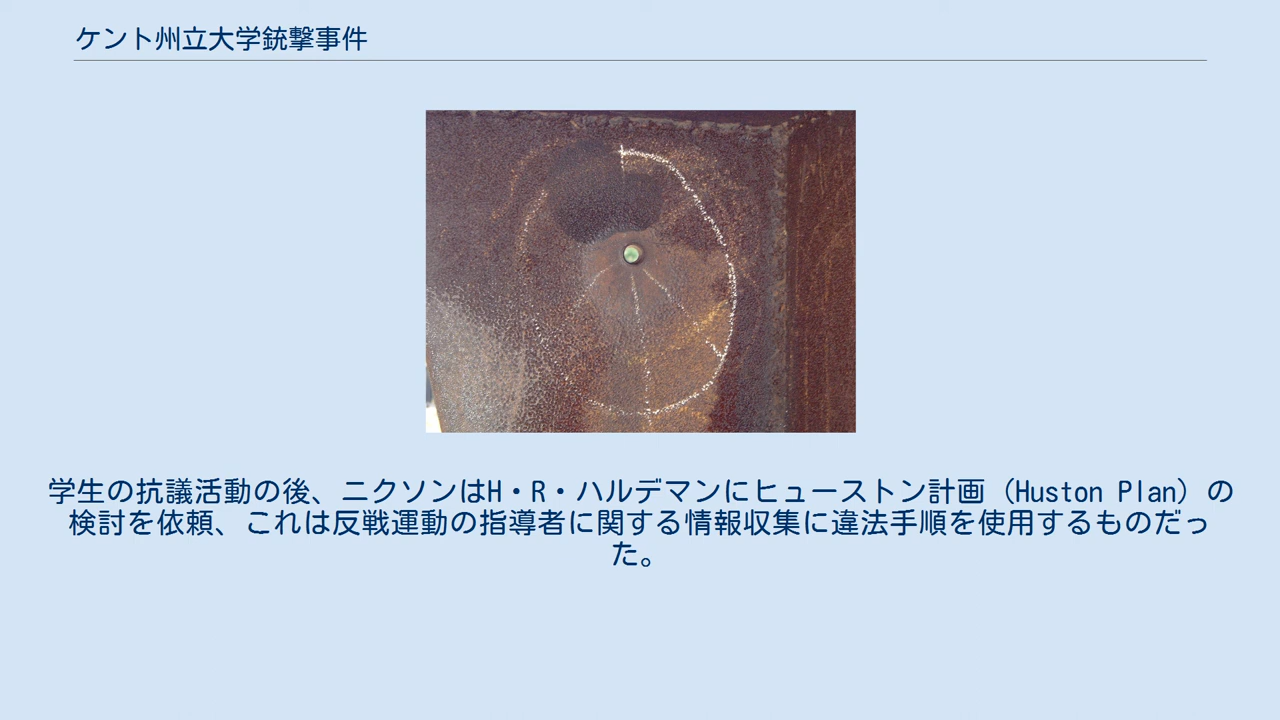 ケント州立大学銃撃事件
学生の抗議活動の後、ニクソンはH・R・ハルデマンにヒューストン計画（Huston Plan）の
検討を依頼、これは反戦運動の指導者に関する情報収集に違法手順を使用するものだっ
た。